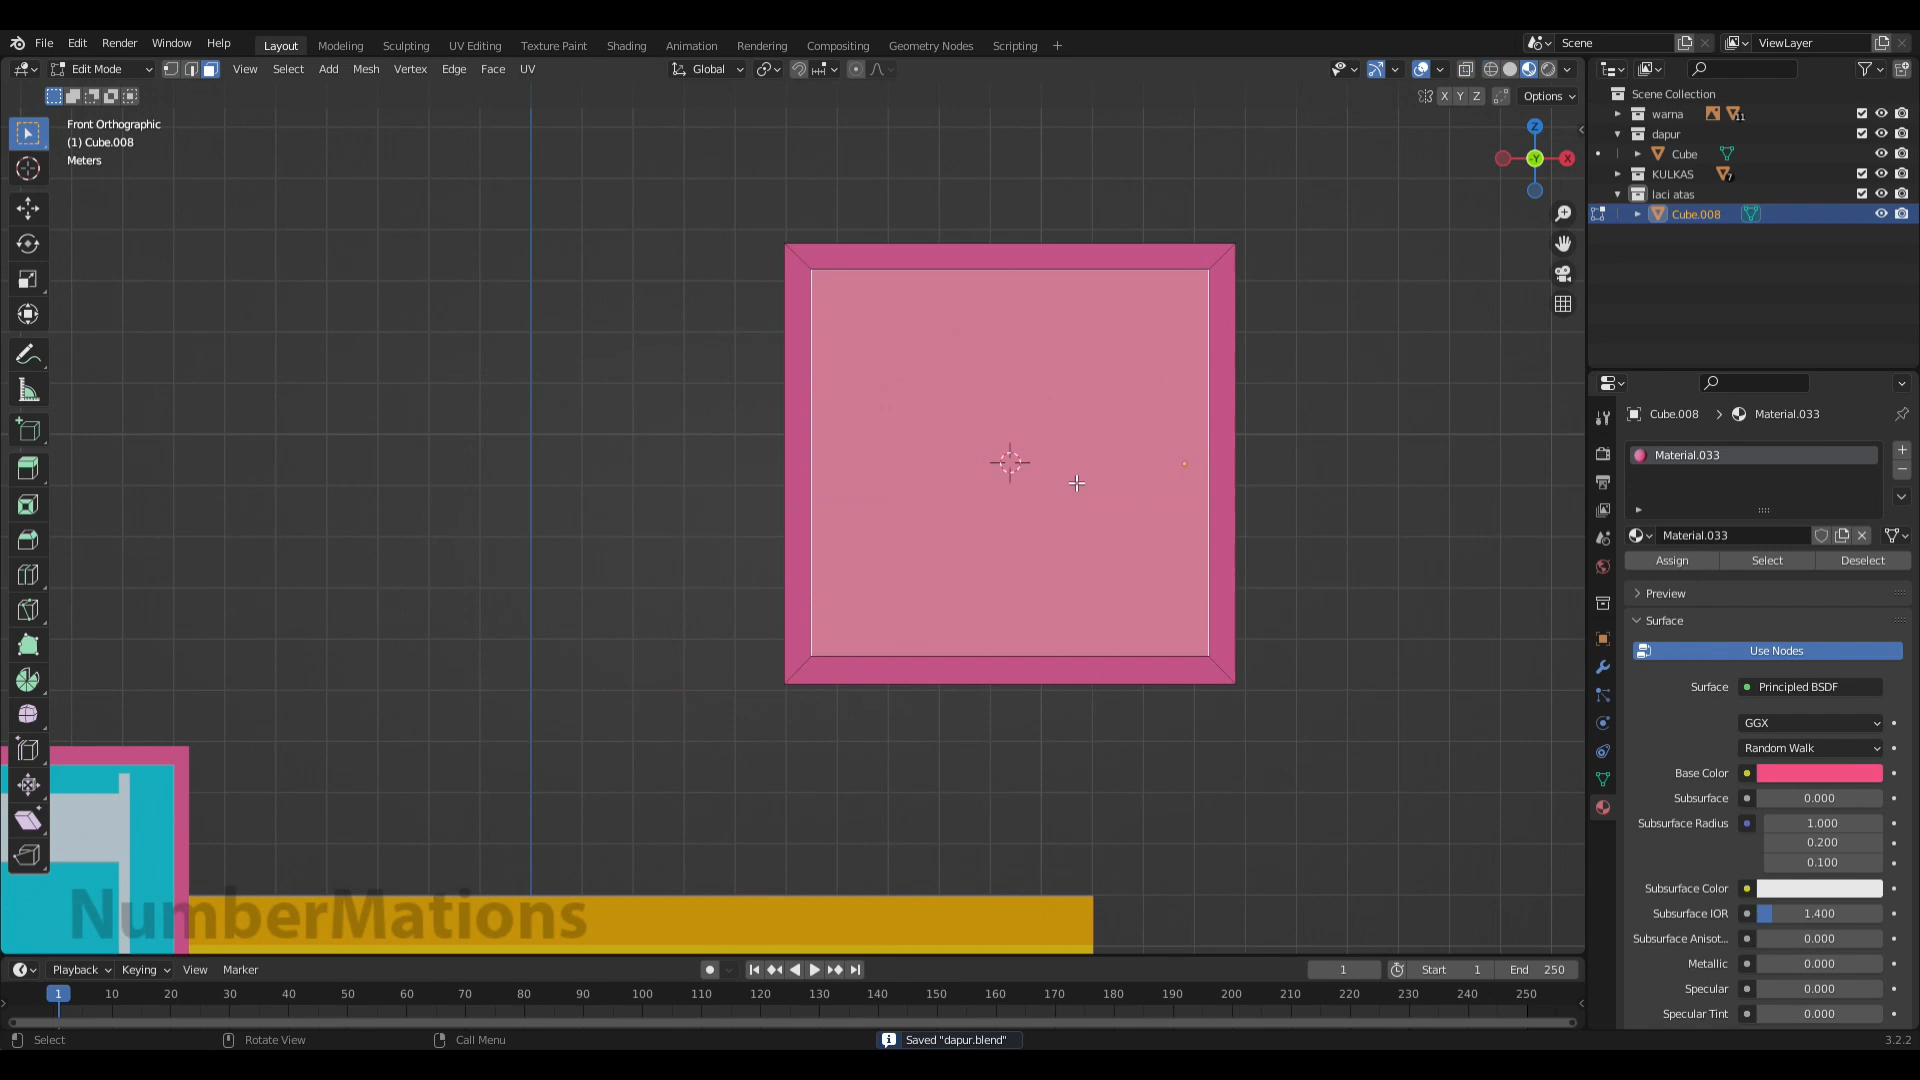 File Edit Render Window Help Layout Modeling Sculpting UV Editing Texture Paint Shading Animation Rendering Compositing Geometry Nodes Scripting + Scene ViewLayer
Edit Mode View Select Add Mesh Vertex Edge Face UV Global
X Y Z Options
Front Orthographic
(1) Cube.008
Meters
Z
-Y
X
Scene Collection
warna 11
dapur
Cube
KULKAS 7
laci atas
Cube.008
Cube.008 > Material.033
Material.033
Material.033
Assign Select Deselect
Preview
Surface
Use Nodes
Surface Principled BSDF
GGX
Random Walk
Base Color
Subsurface 0.000
Subsurface Radius 1.000
0.200
0.100
Subsurface Color
Subsurface IOR 1.400
Subsurface Anisot... 0.000
Metallic 0.000
Specular 0.000
Specular Tint 0.000
NumberMations
Playback Keying View Marker 1 Start 1 End 250
1 10 20 30 40 50 60 70 80 90 100 110 120 130 140 150 160 170 180 190 200 210 220 230 240 250
Select Rotate View Call Menu Saved "dapur.blend" 3.2.2